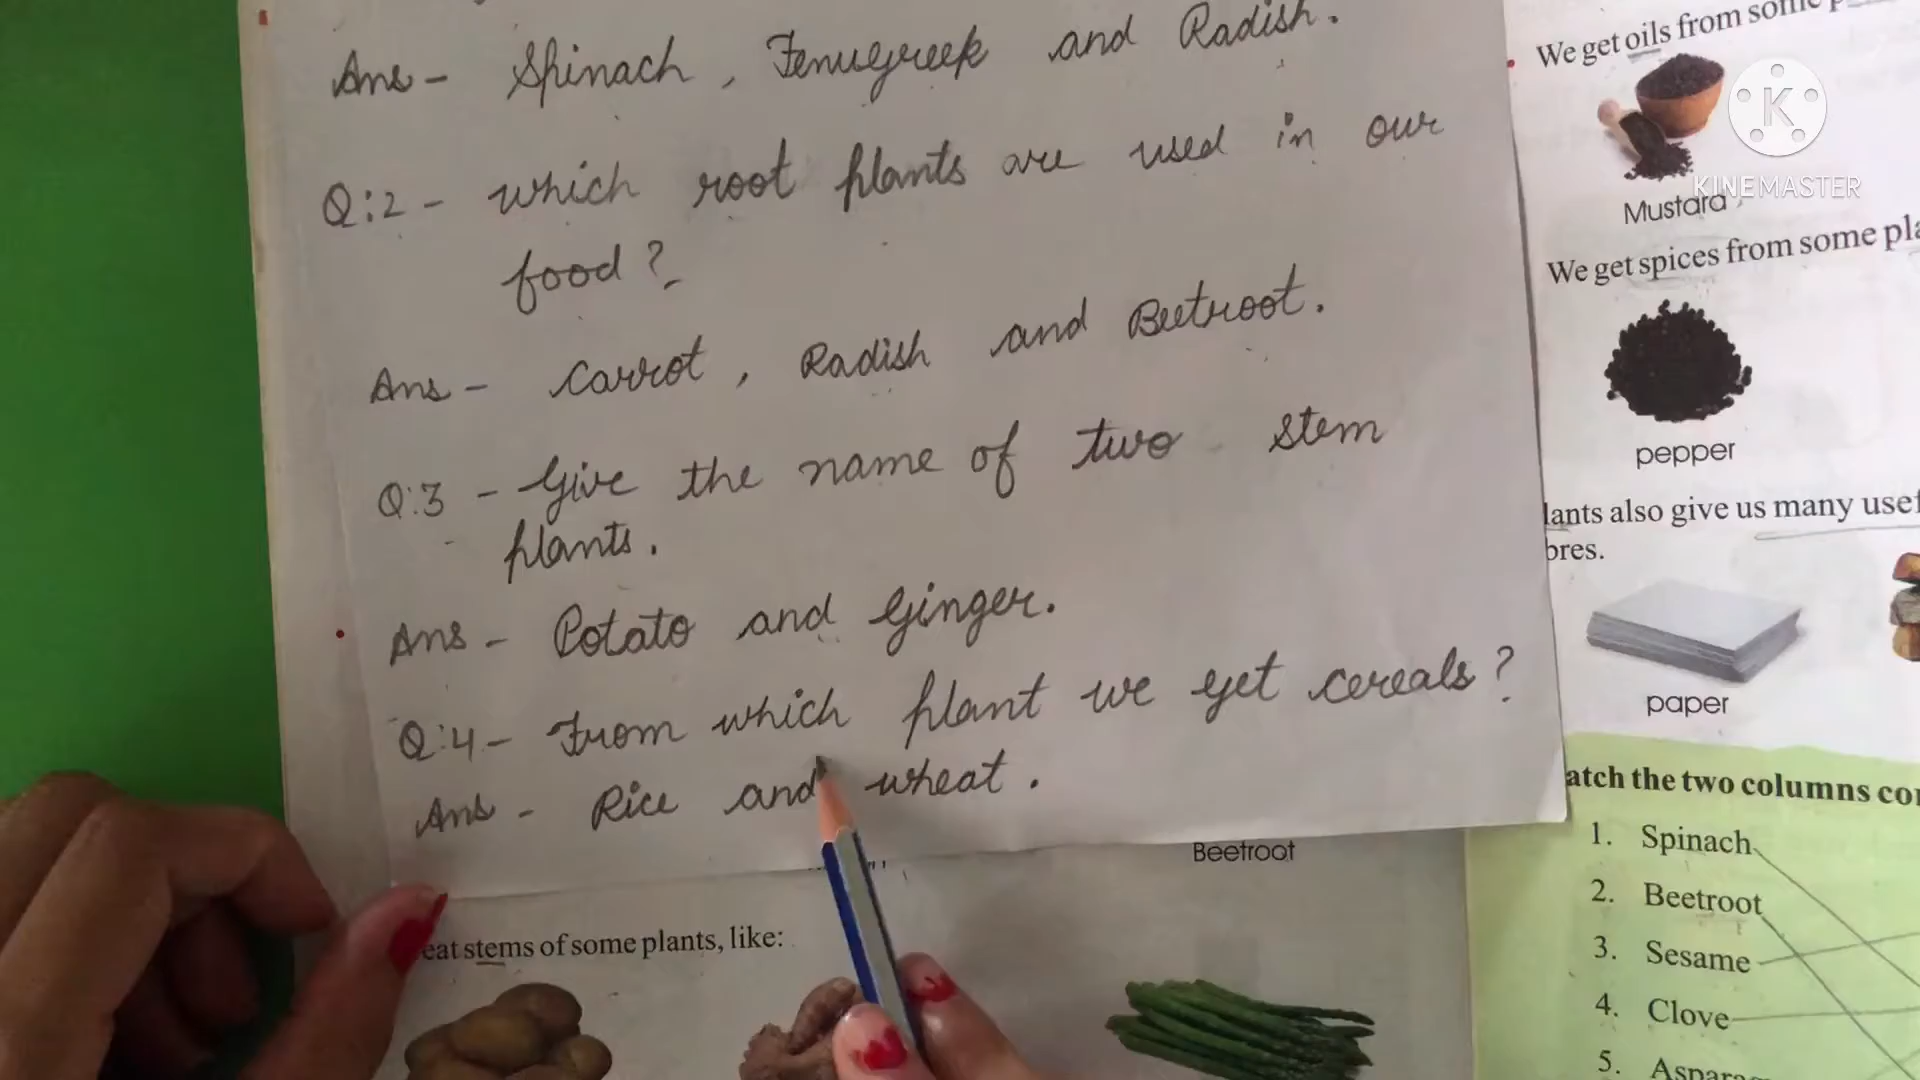 Ans - Spinach, Fenugreek and Radish.
Q:2 - which root plants are used in our
food?
Ans - Carrot, Radish and Beetroot.
Q:3 - Give the name of two stem
plants.
Ans - Potato and Ginger.
Q:4 - From which plant we get cereals?
Ans - Rice and wheat.
Beetroot
eat stems of some plants, like:
We get oils from some
KINEMASTER
Mustard
We get spices from some
pepper
lants also give us many
bres.
paper
atch the two columns
1. Spinach
2. Beetroot
3. Sesame
4. Clove
5.